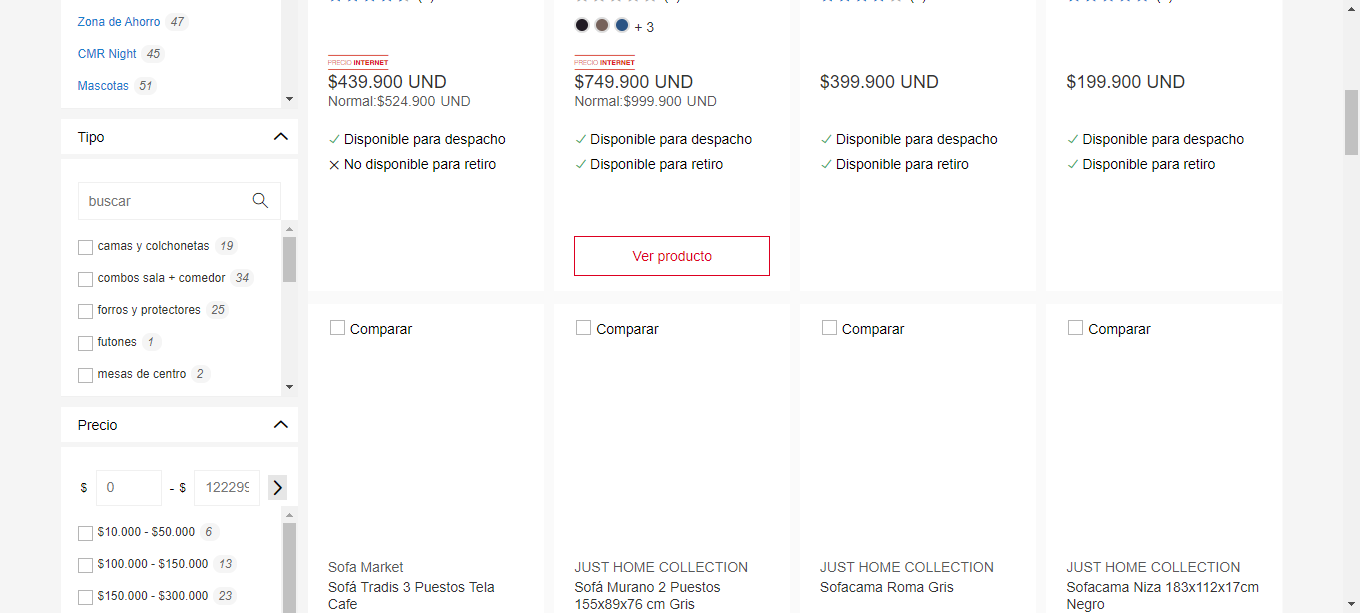 Zona de Ahorro 47
CMR Night 45
Mascotas 51
Tipo
buscar
camas y colchonetas 19
combos sala + comedor 34
forros y protectores 25
futones 1
mesas de centro 2
Precio
$ 0 - $ 122299
$10.000 - $50.000 6
$100.000 - $150.000 13
$150.000 - $300.000 23
PRECIO INTERNET
$439.900 UND
Normal:$524.900 UND
Disponible para despacho
No disponible para retiro
+ 3
PRECIO INTERNET
$749.900 UND
Normal:$999.900 UND
Disponible para despacho
Disponible para retiro
Ver producto
$399.900 UND
Disponible para despacho
Disponible para retiro
$199.900 UND
Disponible para despacho
Disponible para retiro
Comparar
Sofa Market
Sofá Tradis 3 Puestos Tela
Cafe
Comparar
JUST HOME COLLECTION
Sofá Murano 2 Puestos
155x89x76 cm Gris
Comparar
JUST HOME COLLECTION
Sofacama Roma Gris
Comparar
JUST HOME COLLECTION
Sofacama Niza 183x112x17cm
Negro